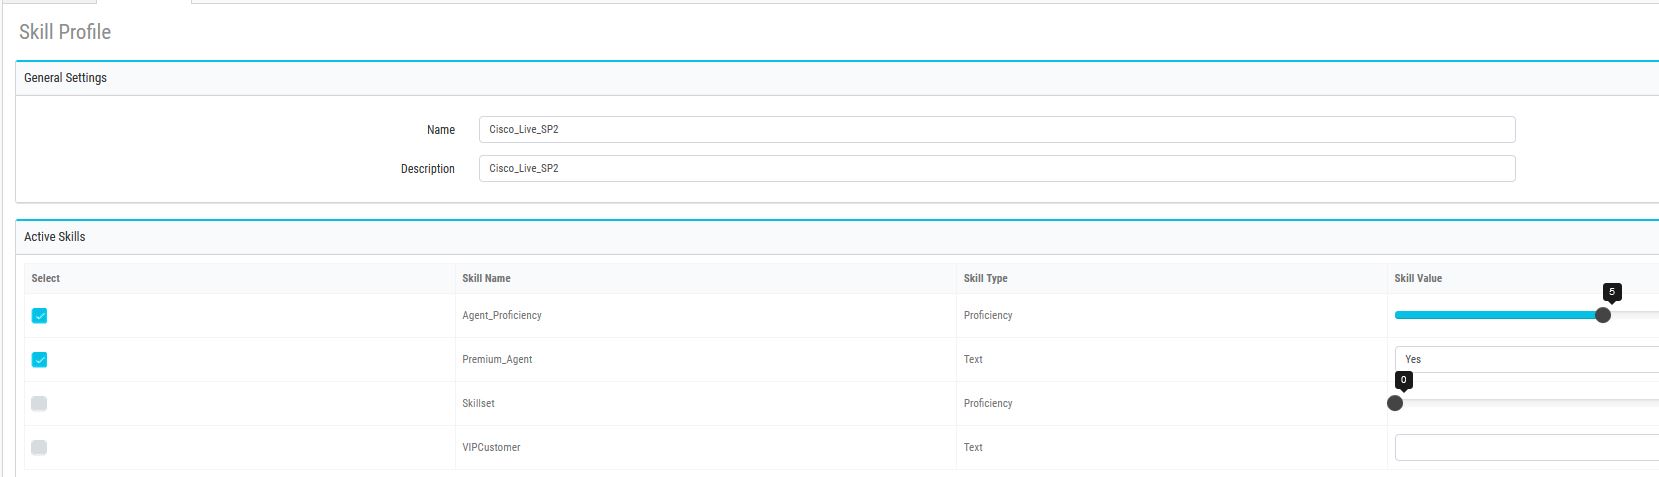 Skill Profile
General Settings
Name Cisco_Live_SP2
Description Cisco_Live_SP2
Active Skills
Select Skill Name Skill Type Skill Value
5
Agent_Proficiency Proficiency
Premium_Agent Text Yes
0
Skillset Proficiency
VIPCustomer Text